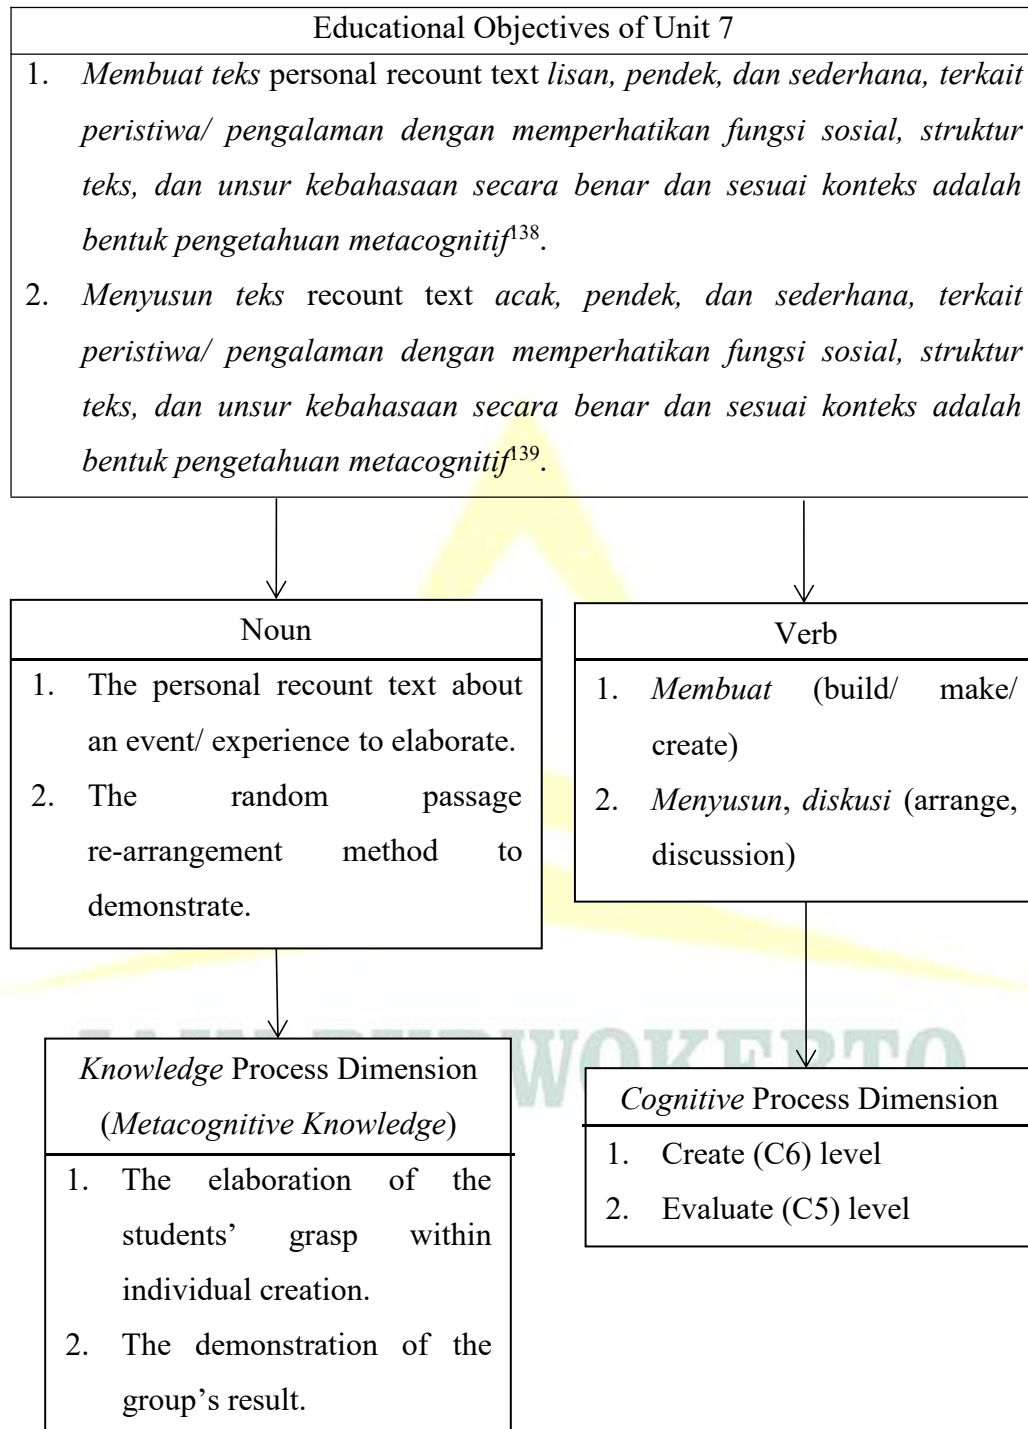 Educational Objectives of Unit 7
1. Membuat teks personal recount text lisan, pendek, dan sederhana, terkait
peristiwa/ pengalaman dengan memperhatikan fungsi sosial, struktur
teks, dan unsur kebahasaan secara benar dan sesuai konteks adalah
bentuk pengetahuan metacognitif138.
2. Menyusun teks recount text acak, pendek, dan sederhana, terkait
peristiwa/ pengalaman dengan memperhatikan fungsi sosial, struktur
teks, dan unsur kebahasaan secara benar dan sesuai konteks adalah
bentuk pengetahuan metacognitif139.
Noun
1. The personal recount text about
an event/ experience to elaborate.
2. The random passage
re-arrangement method to
demonstrate.
Verb
1. Membuat (build/ make/
create)
2. Menyusun, diskusi (arrange,
discussion)
Knowledge Process Dimension
(Metacognitive Knowledge)
1. The elaboration of the
students’ grasp within
individual creation.
2. The demonstration of the
group’s result.
Cognitive Process Dimension
1. Create (C6) level
2. Evaluate (C5) level
IAIN PURWOKERTO